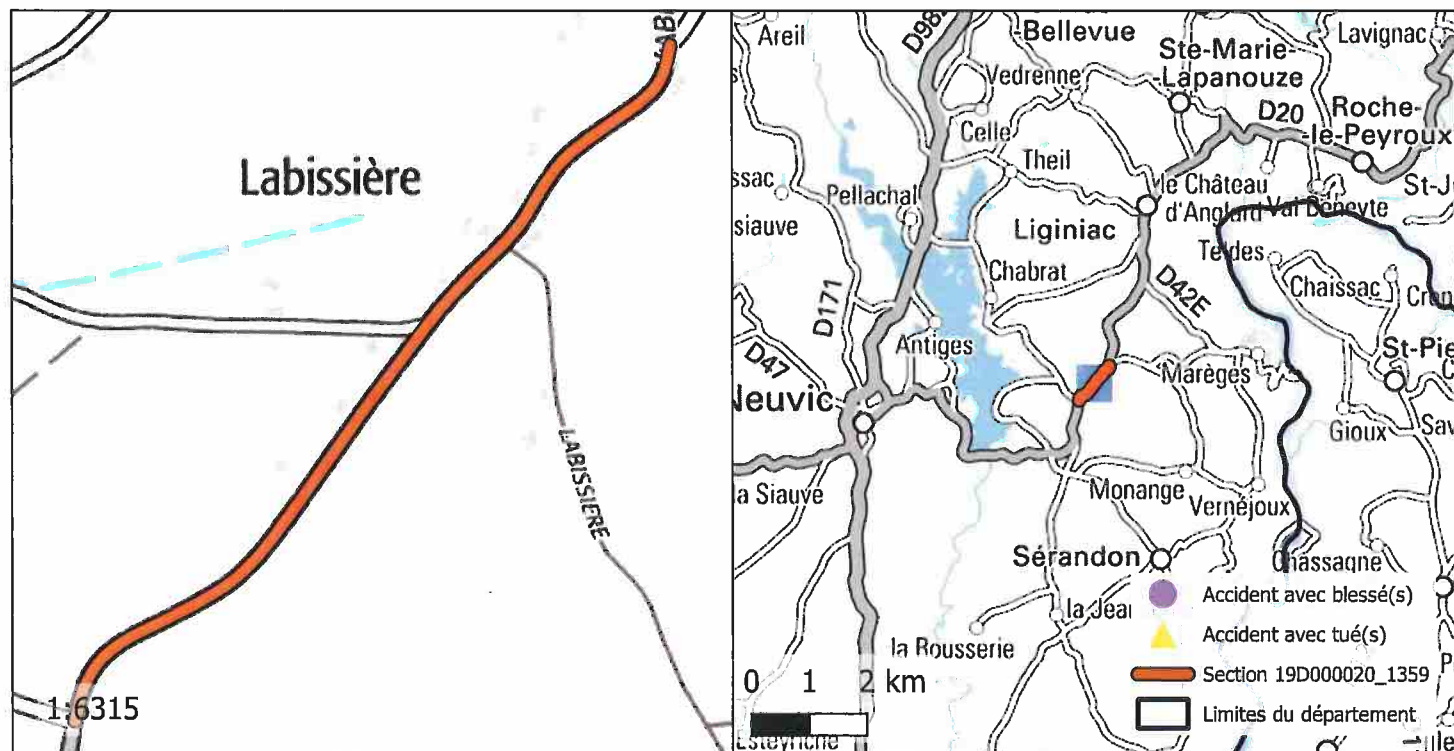 Labissière
LABISSIERE
1:6315
Areil
-Bellevue
Ste-Marie-
-Lapanouze
Lavignac
Vedrenne
D20
Roche-
-le-Peyroux
Celle
Theil
Pellachal
le Château
d'Anglard
Val Beneyte
St-J
siauve
Liginiac
Teldes
Chabrat
Chaissac
D171
D42E
Antiges
St-Pie
D47
Marèges
Neuvic
Gioux
Sav
la Siauve
Monange
Vernéjoux
Sérandon
Chassagne
Accident avec blessé(s)
Accident avec tué(s)
la Rousserie
Section 19D000020_1359
0 1 2 km
Limites du département